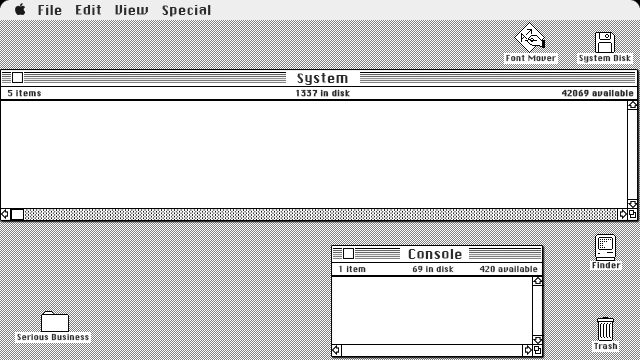 File Edit View Special
Font Mover
System Disk
System
5 items 1337 in disk 42069 available
Console
1 item 69 in disk 420 available
Finder
Serious Business
Trash